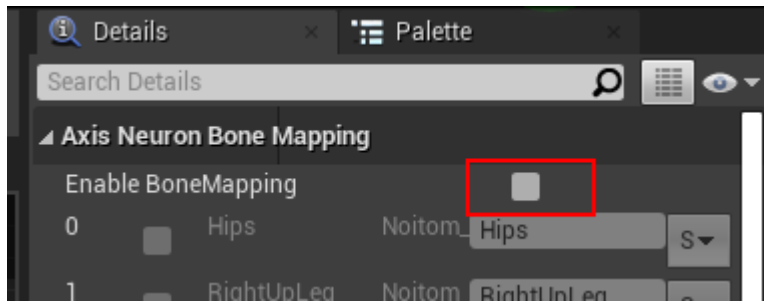 Details Palette
Search Details
Axis Neuron Bone Mapping
Enable BoneMapping
0 Hips Noitom_ Hips S
1 RightUpLeg Noitom RightUpLeg